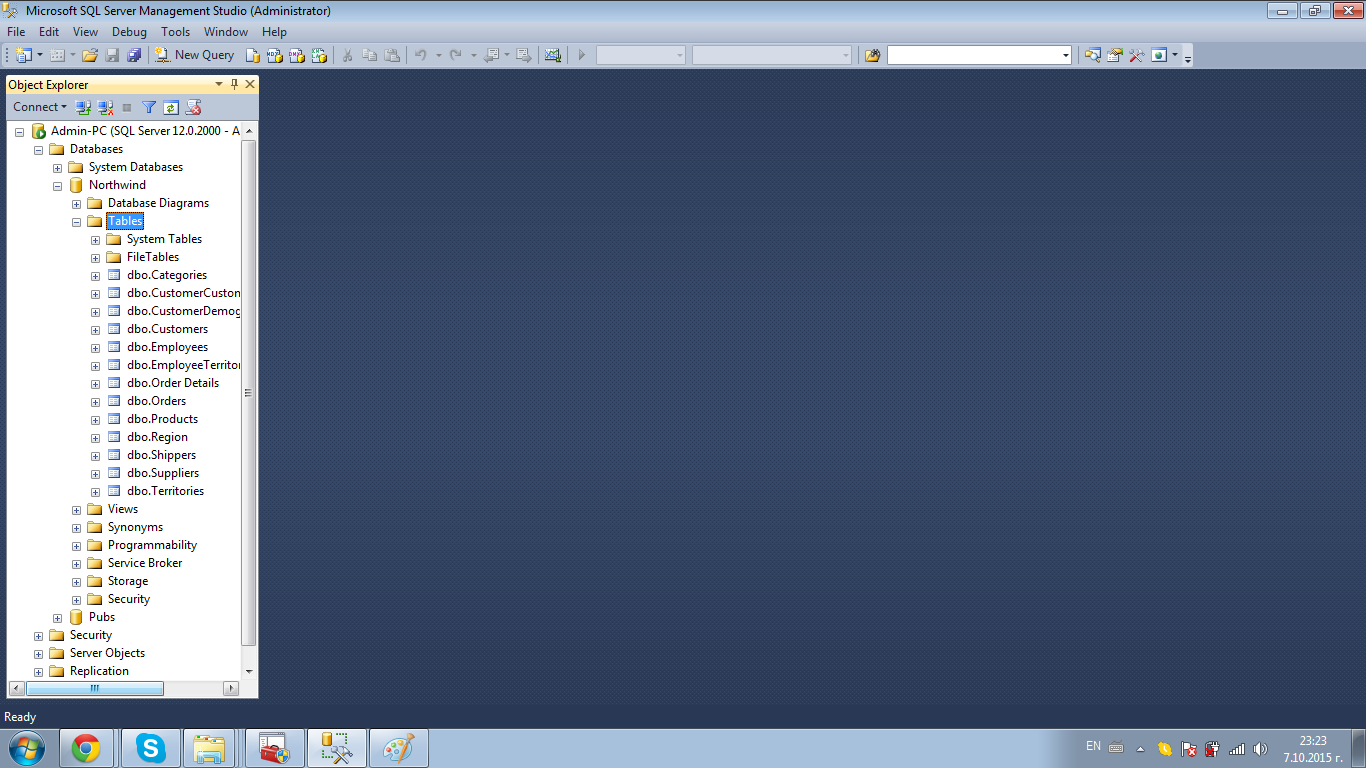 Microsoft SQL Server Management Studio (Administrator)
File Edit View Debug Tools Window Help
New Query
Object Explorer
Connect
Admin-PC (SQL Server 12.0.2000 - A
Databases
System Databases
Northwind
Database Diagrams
Tables
System Tables
FileTables
dbo.Categories
dbo.CustomerCustom
dbo.CustomerDemog
dbo.Customers
dbo.Employees
dbo.EmployeeTerritor
dbo.Order Details
dbo.Orders
dbo.Products
dbo.Region
dbo.Shippers
dbo.Suppliers
dbo.Territories
Views
Synonyms
Programmability
Service Broker
Storage
Security
Pubs
Security
Server Objects
Replication
Ready
EN
23:23
7.10.2015 г.